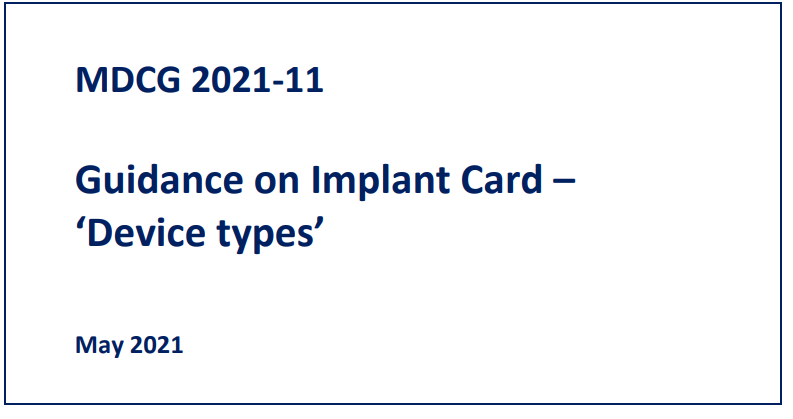 MDCG 2021-11
Guidance on Implant Card –
‘Device types’
May 2021